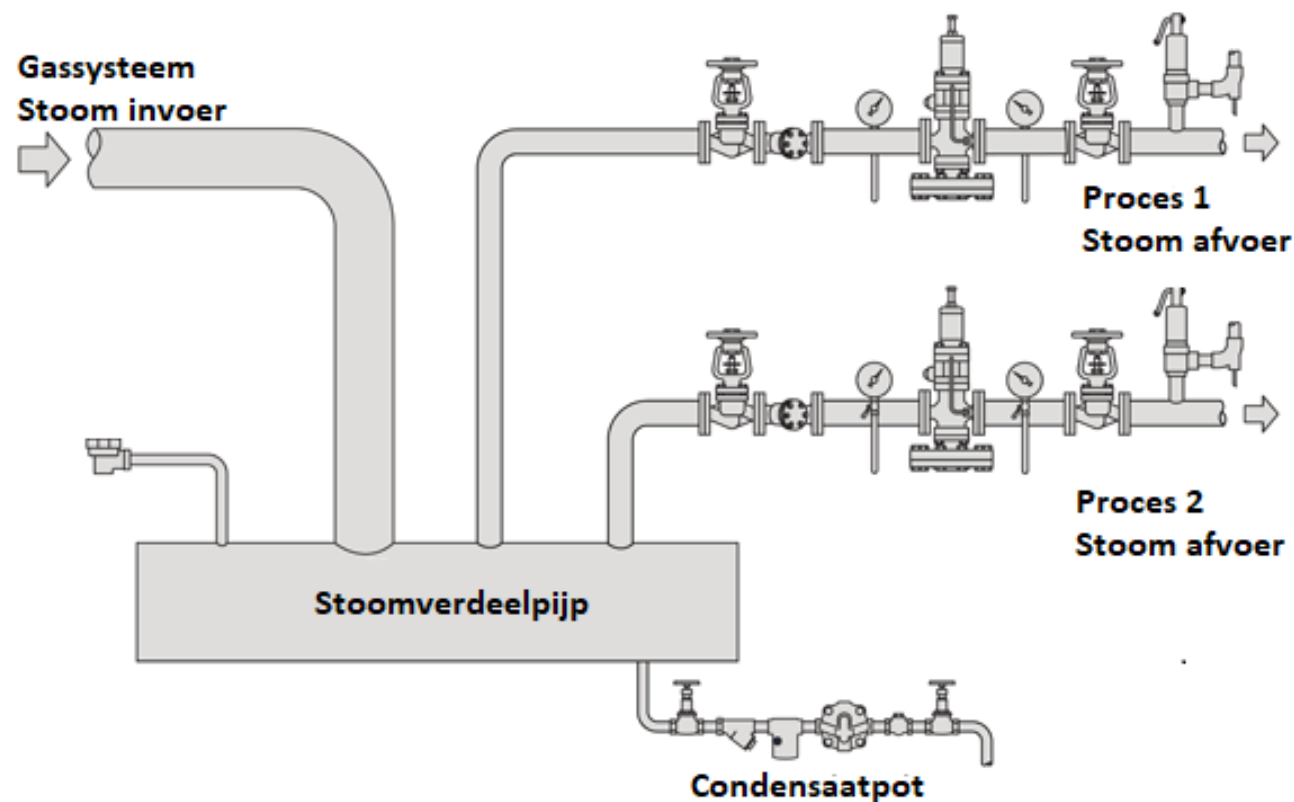 Gassysteem
Stoom invoer
Proces 1
Stoom afvoer
Proces 2
Stoom afvoer
Stoomverdeelpijp
Condensaatpot